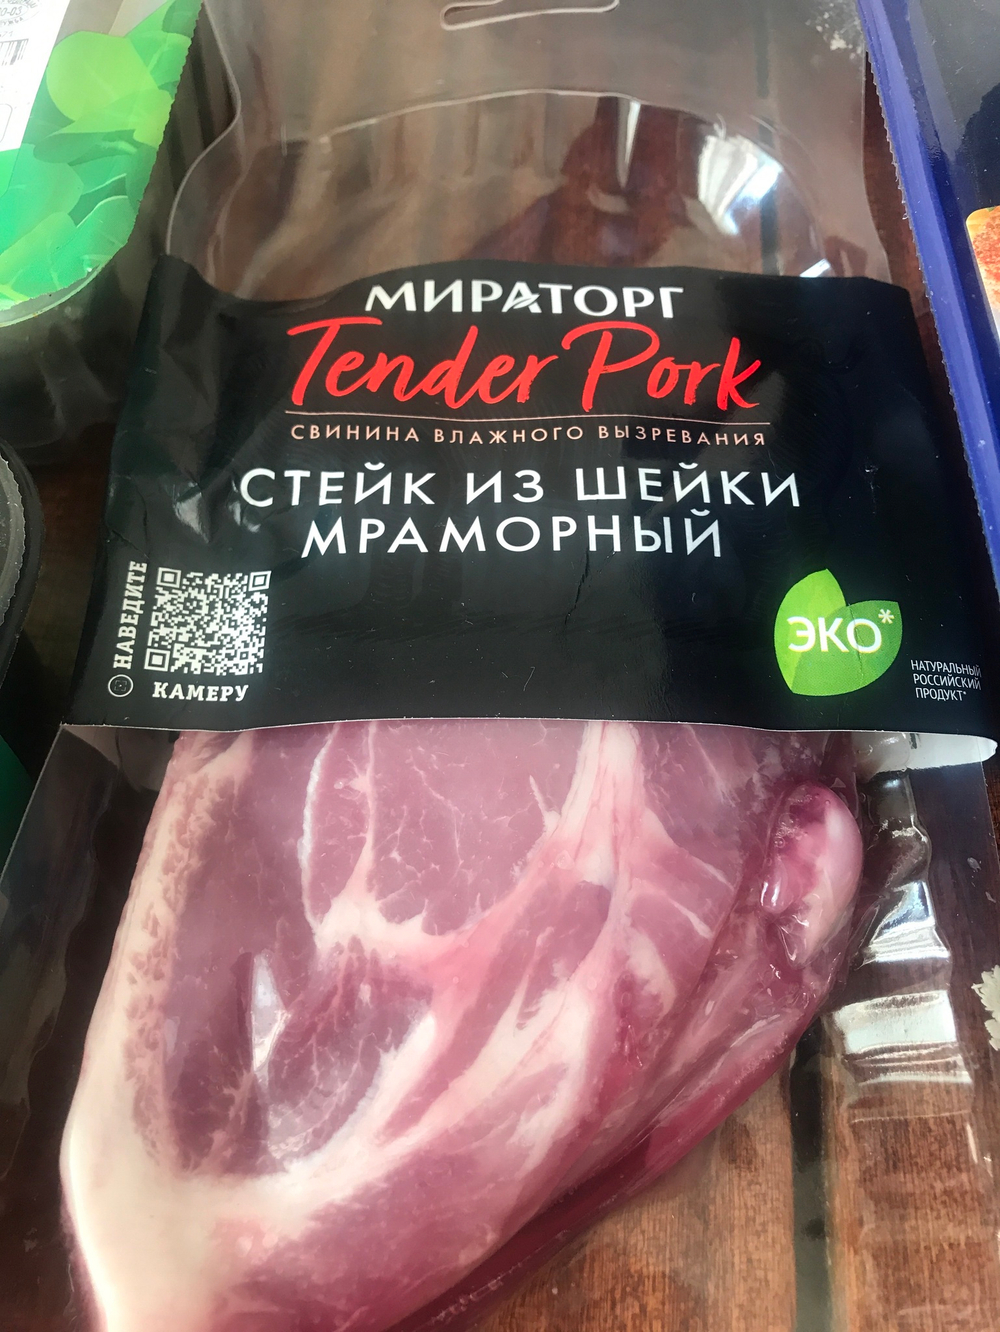 МИРАТОРГ
Tender Pork
СВИНИНА ВЛАЖНОГО ВЫЗРЕВАНИЯ
СТЕЙК ИЗ ШЕЙКИ
МРАМОРНЫЙ
НАВЕДИТЕ
КАМЕРУ
ЭКО*
НАТУРАЛЬНЫЙ
РОССИЙСКИЙ
ПРОДУКТ*